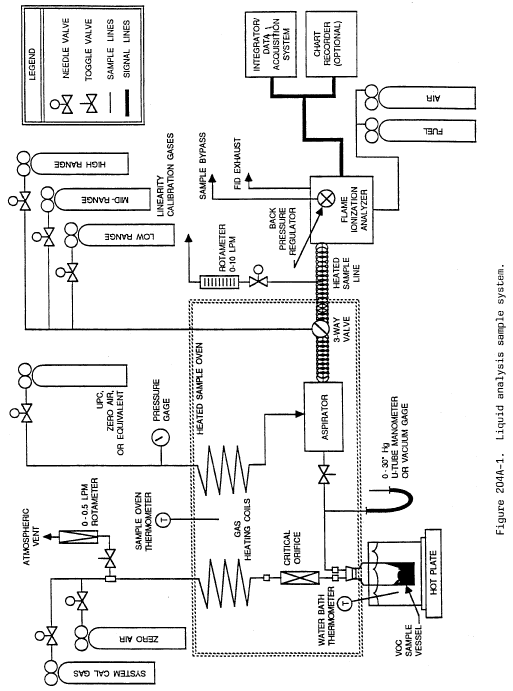 LEGEND
NEEDLE VALVE
TOGGLE VALVE
SAMPLE LINES
SIGNAL LINES
INTEGRATOR/
DATA
ACQUISITION
SYSTEM
CHART
RECORDER
(OPTIONAL)
AIR
FUEL
HIGH RANGE
MID-RANGE
LOW RANGE
LINEARITY
CALIBRATION GASES
SAMPLE BYPASS
FID EXHAUST
ROTAMETER
0-10 LPM
BACK
PRESSURE
REGULATOR
FLAME
IONIZATION
ANALYZER
HEATED
SAMPLE
LINE
3-WAY
VALVE
HEATED SAMPLE OVEN
UPC,
ZERO AIR,
OR EQUIVALENT
PRESSURE
GAGE
ASPIRATOR
0 - 30" Hg
U-TUBE MANOMETER
OR VACUUM GAGE
ATMOSPHERIC
VENT
0 - 0.5 LPM
ROTAMETER
SAMPLE OVEN
THERMOMETER
T
GAS
HEATING COILS
CRITICAL
ORIFICE
WATER BATH
THERMOMETER
T
HOT PLATE
VOC
SAMPLE
VESSEL
ZERO AIR
SYSTEM CAL GAS
Figure 204A-1. Liquid analysis sample system.